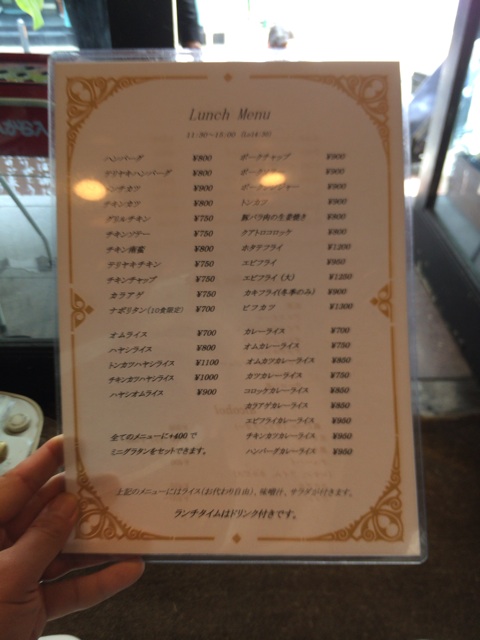 Lunch Menu
11:30~15:00 (Lo14:30)
ハンバーグ ¥800
テリヤキハンバーグ ¥800
メンチカツ ¥800
チキンカツ ¥800
グリルチキン ¥750
チキンソテー ¥750
チキン南蛮 ¥800
テリヤキチキン ¥750
チキンチャップ ¥750
カラアゲ ¥750
ナポリタン(10食限定) ¥700
オムライス ¥700
ハヤシライス ¥800
トンカツハヤシライス ¥1100
チキンカツハヤシライス ¥1000
ハヤシオムライス ¥900
全てのメニューに+400で
ミニグラタンをセットできます。
ポークチャップ ¥900
¥900
¥900
トンカツ ¥900
豚バラ肉の生姜焼き ¥800
クアトロコロッケ ¥800
ホタテフライ ¥1200
エビフライ ¥950
エビフライ(大) ¥1250
カキフライ(冬季のみ) ¥900
ビフカツ ¥1300
カレーライス ¥700
オムカレーライス ¥750
オムカツカレーライス ¥850
カツカレーライス ¥750
コロッケカレーライス ¥850
カラアゲカレーライス ¥850
エビフライカレーライス ¥950
チキンカツカレーライス ¥950
ハンバーグカレーライス ¥950
上記のメニューにはライス(お代わ自由)、味噌汁、サラダが付きます。
ランチタイムはドリンク付きです。